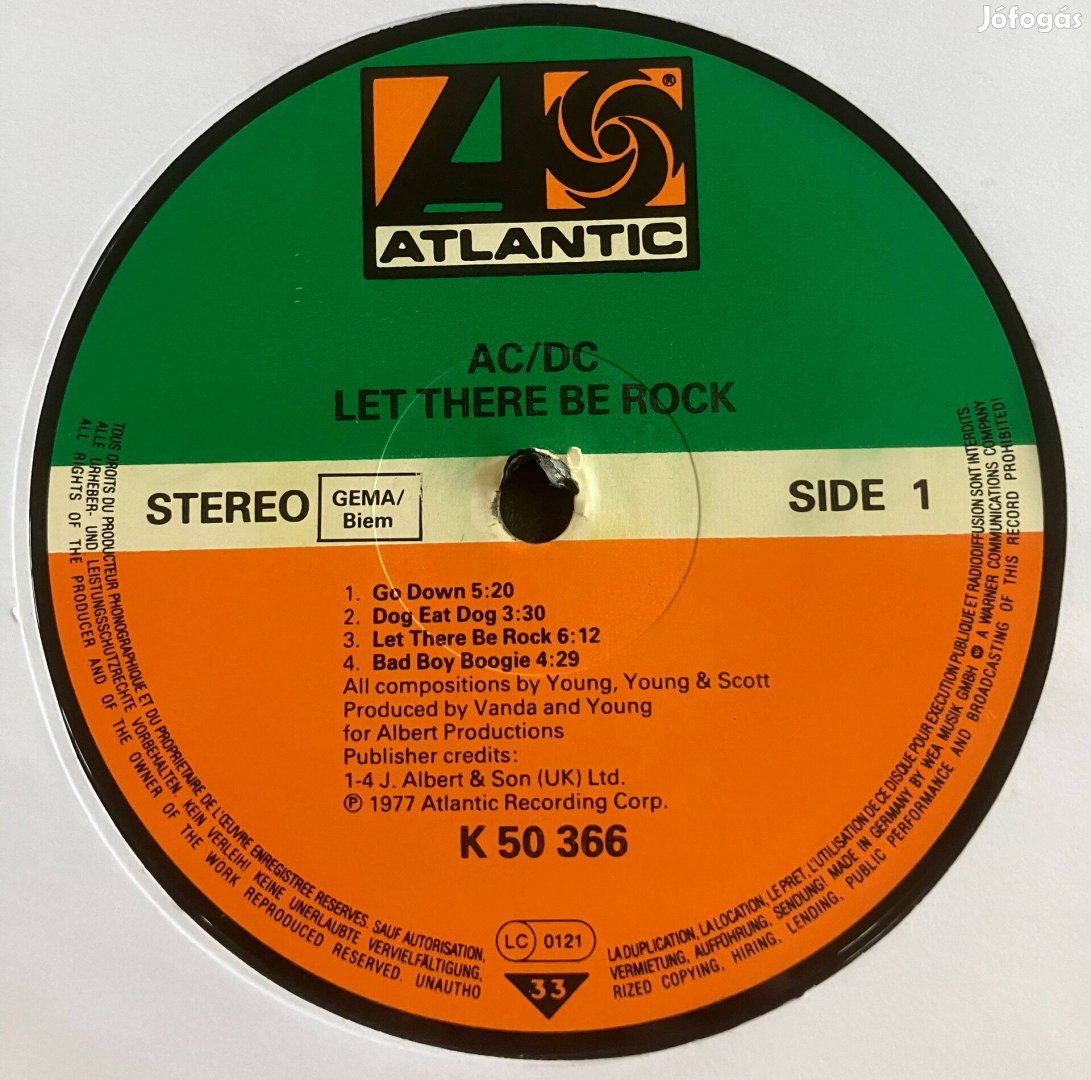 Jófogás
®
ATLANTIC
AC/DC
LET THERE BE ROCK
STEREO
GEMA/
Biem
SIDE 1
1. Go Down 5:20
2. Dog Eat Dog 3:30
3. Let There Be Rock 6:12
4. Bad Boy Boogie 4:29
All compositions by Young, Young & Scott
Produced by Vanda and Young
for Albert Productions
Publisher credits:
1-4 J. Albert & Son (UK) Ltd.
℗ 1977 Atlantic Recording Corp.
K 50 366
LC 0121
33
TOUS DROITS DU PRODUCTEUR PHONOGRAPHIQUE ET DU PROPRIETAIRE DE L'ŒUVRE ENREGISTREE RESERVES. SAUF AUTORISATION,
LA DUPLICATION, LA LOCATION, LE PRET, L'UTILISATION DE CE DISQUE POUR EXECUTION PUBLIQUE ET RADIODIFFUSION SONT INTERDITS.
ALLE URHEBER- UND LEISTUNGSSCHUTZRECHTE VORBEHALTEN. KEIN VERLEIH! KEINE UNERLAUBTE VERVIELFÄLTIGUNG,
VERMIETUNG, AUFFÜHRUNG, SENDUNG! MADE IN GERMANY BY WEA MUSIK GMBH A WARNER COMMUNICATIONS COMPANY
ALL RIGHTS OF THE PRODUCER AND OF THE OWNER OF THE WORK REPRODUCED RESERVED. UNAUTHO
RIZED COPYING, HIRING, LENDING, PUBLIC PERFORMANCE AND BROADCASTING OF THIS RECORD PROHIBITED!